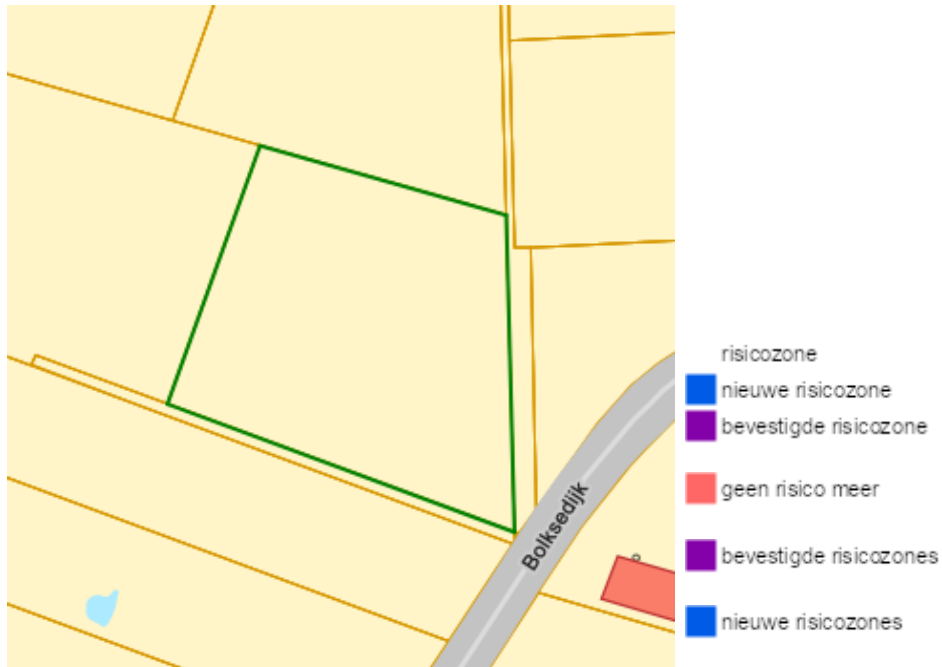 Bolksedijk
risicozone
nieuwe risicozone
bevestigde risicozone
geen risico meer
bevestigde risicozones
nieuwe risicozones